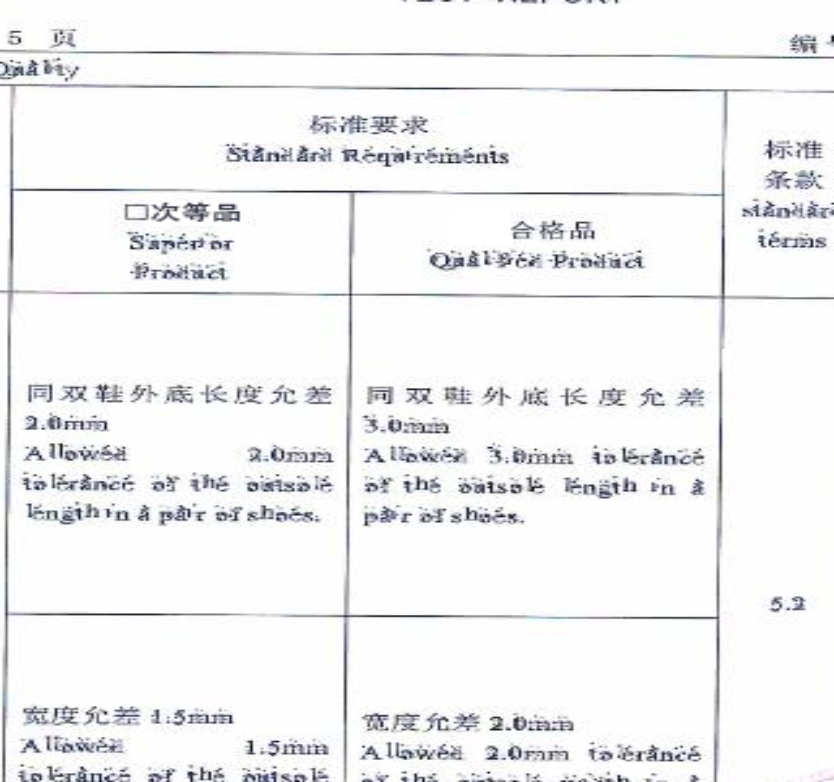 5 页
编号
Quality
标准要求
Standard Requirements
标准
条款
standard
terms
□次等品
Superior
Product
合格品
Qualified Product
同双鞋外底长度允差
2.0mm
Allowed 2.0mm
tolerance of the outsole
length in a pair of shoes.
同双鞋外底长度允差
3.0mm
Allowed 3.0mm tolerance
of the outsole length in a
pair of shoes.
5.2
宽度允差 1.5mm
Allowed 1.5mm
tolerance of the outsole
宽度允差 2.0mm
Allowed 2.0mm tolerance